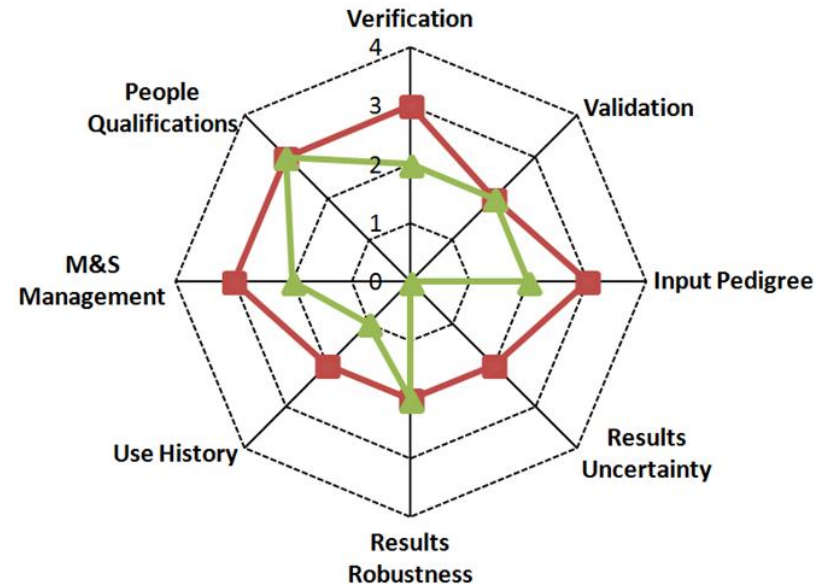 Verification
4
People
Qualifications
3
Validation
2
1
M&S
Management
0
Input Pedigree
Use History
Results
Uncertainty
Results
Robustness